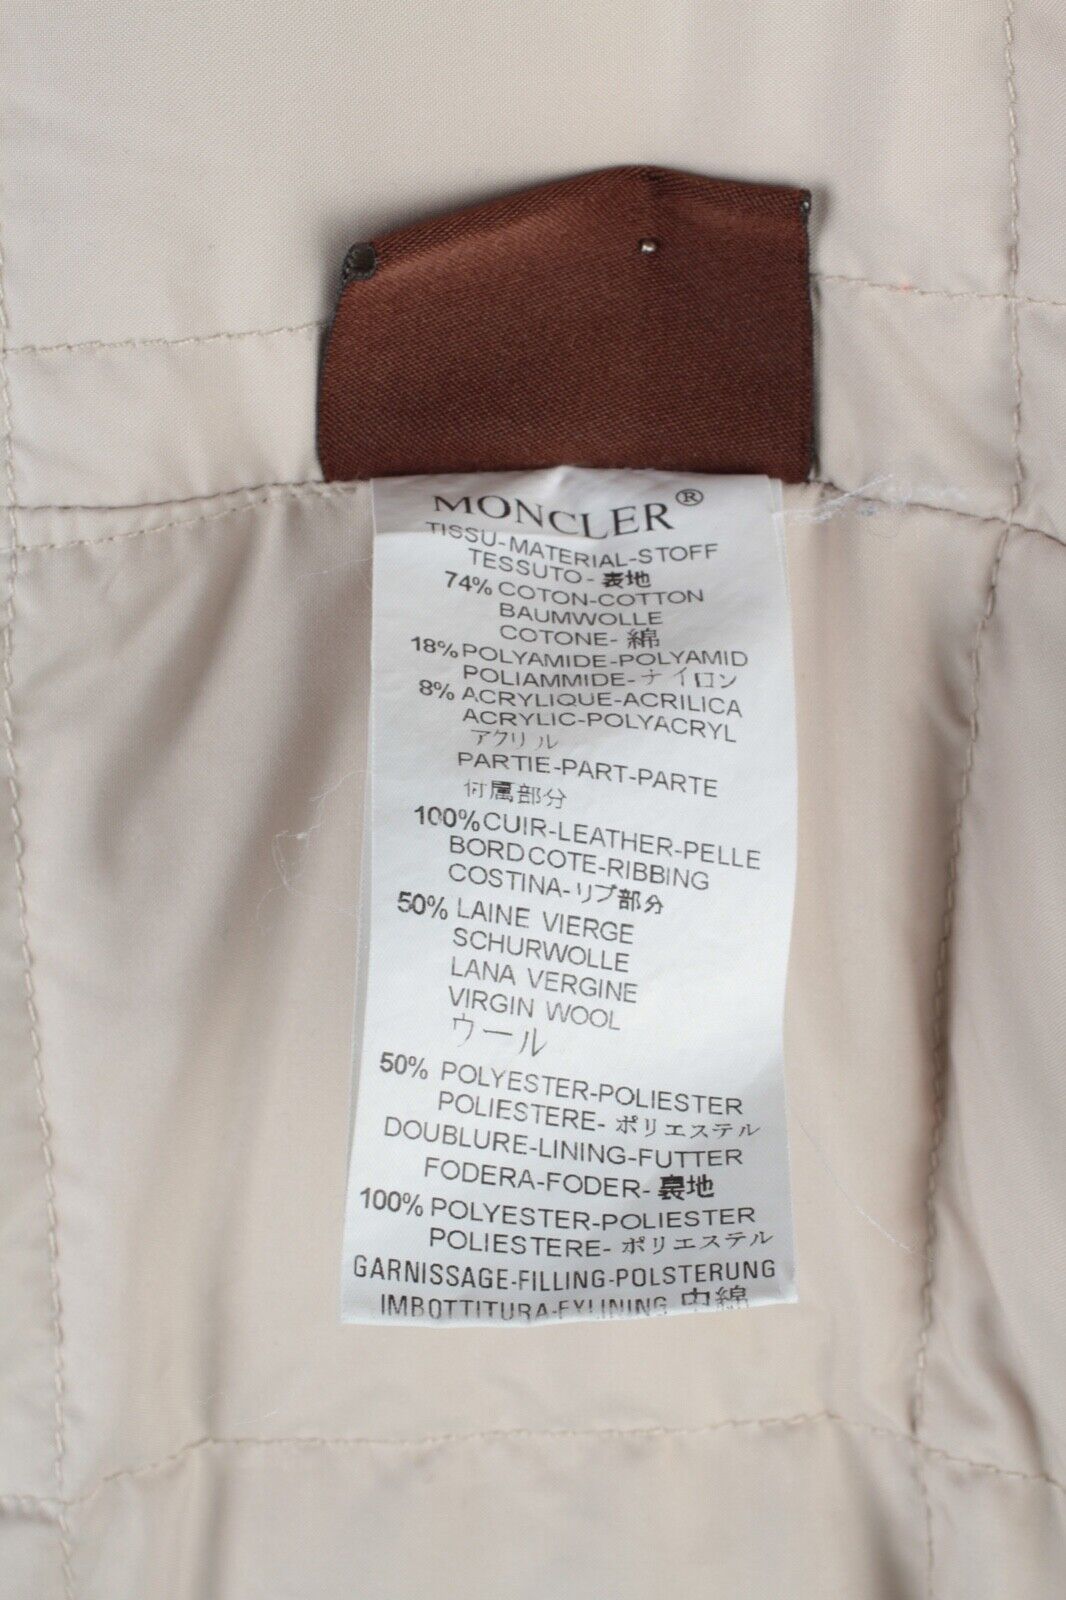 MONCLER®
TISSU-MATERIAL-STOFF
TESSUTO-表地
74% COTON-COTTON
BAUMWOLLE
COTONE-綿
18% POLYAMIDE-POLYAMID
POLIAMMIDE-ナイロン
8% ACRYLIQUE-ACRILICA
ACRYLIC-POLYACRYL
アクリル
PARTIE-PART-PARTE
付属部分
100% CUIR-LEATHER-PELLE
BORD COTE-RIBBING
COSTINA-リブ部分
50% LAINE VIERGE
SCHURWOLLE
LANA VERGINE
VIRGIN WOOL
ウール
50% POLYESTER-POLIESTER
POLIESTERE-ポリエステル
DOUBLURE-LINING-FUTTER
FODERA-FODER-裏地
100% POLYESTER-POLIESTER
POLIESTERE-ポリエステル
GARNISSAGE-FILLING-POLSTERUNG
IMBOTTITURA-FYLINING 中綿